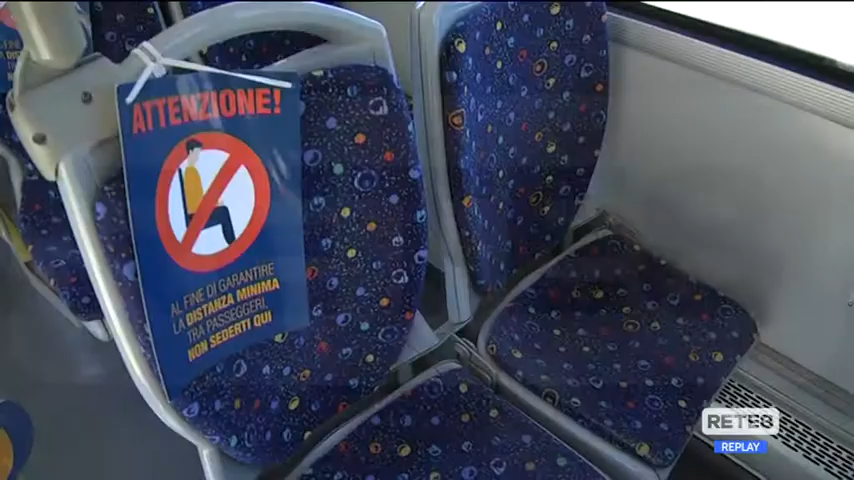 ATTENZIONE!
AL FINE DI GARANTIRE
LA DISTANZA MINIMA
TRA PASSEGGERI,
NON SEDERTI QUI
RETE8
REPLAY